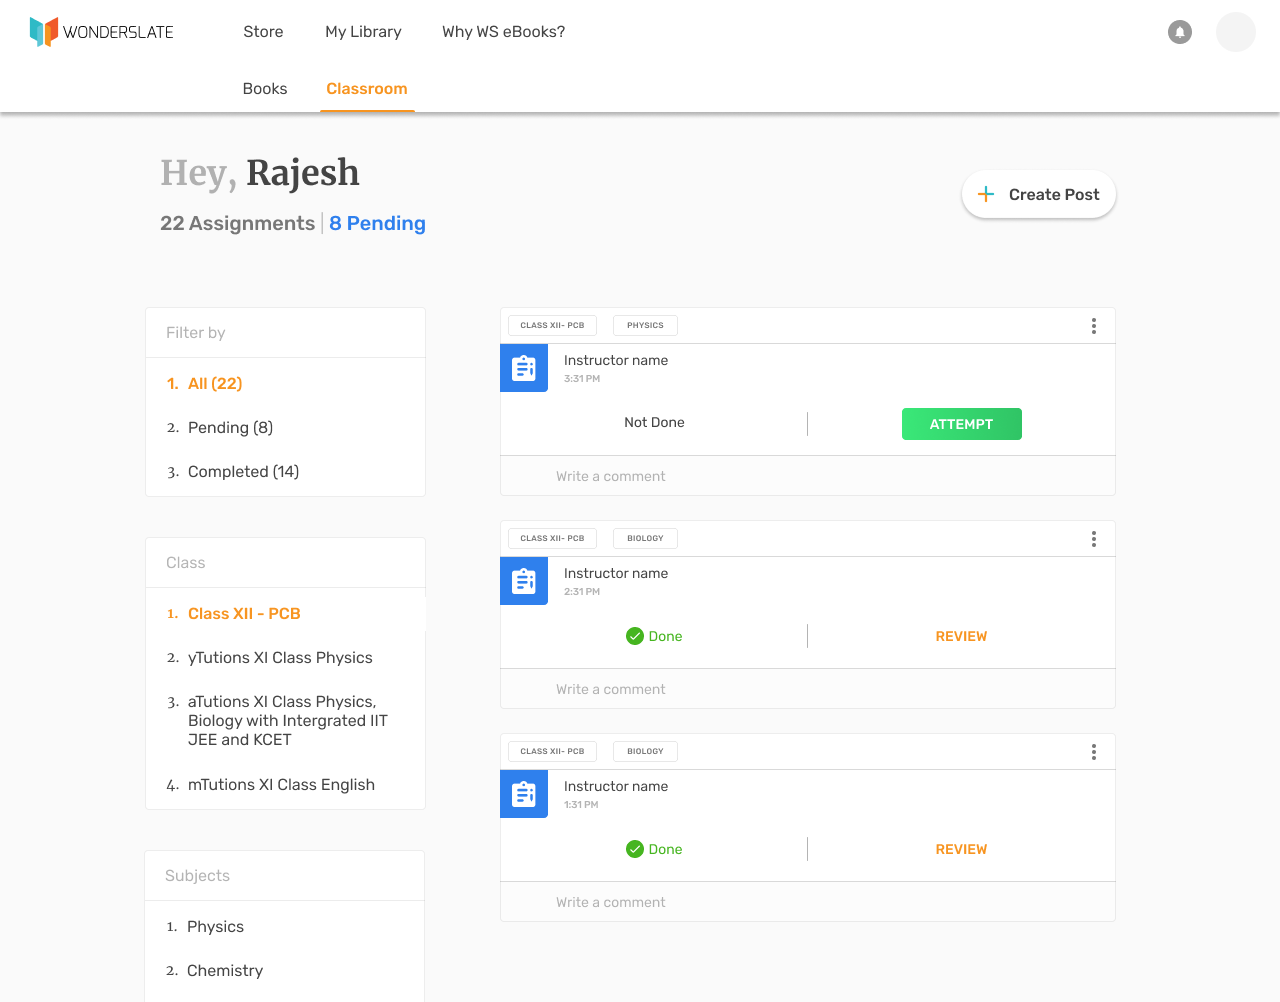 WONDERSLATE
Store
My Library
Why WS eBooks?
Books
Classroom
Hey, Rajesh
22 Assignments | 8 Pending
Create Post
Filter by
1. All (22)
2. Pending (8)
3. Completed (14)
Class
1. Class XII - PCB
2. yTutions XI Class Physics
3. aTutions XI Class Physics,
Biology with Intergrated IIT
JEE and KCET
4. mTutions XI Class English
Subjects
1. Physics
2. Chemistry
CLASS XII- PCB
PHYSICS
Instructor name
3:31 PM
Not Done
ATTEMPT
Write a comment
CLASS XII- PCB
BIOLOGY
Instructor name
2:31 PM
Done
REVIEW
Write a comment
CLASS XII- PCB
BIOLOGY
Instructor name
1:31 PM
Done
REVIEW
Write a comment